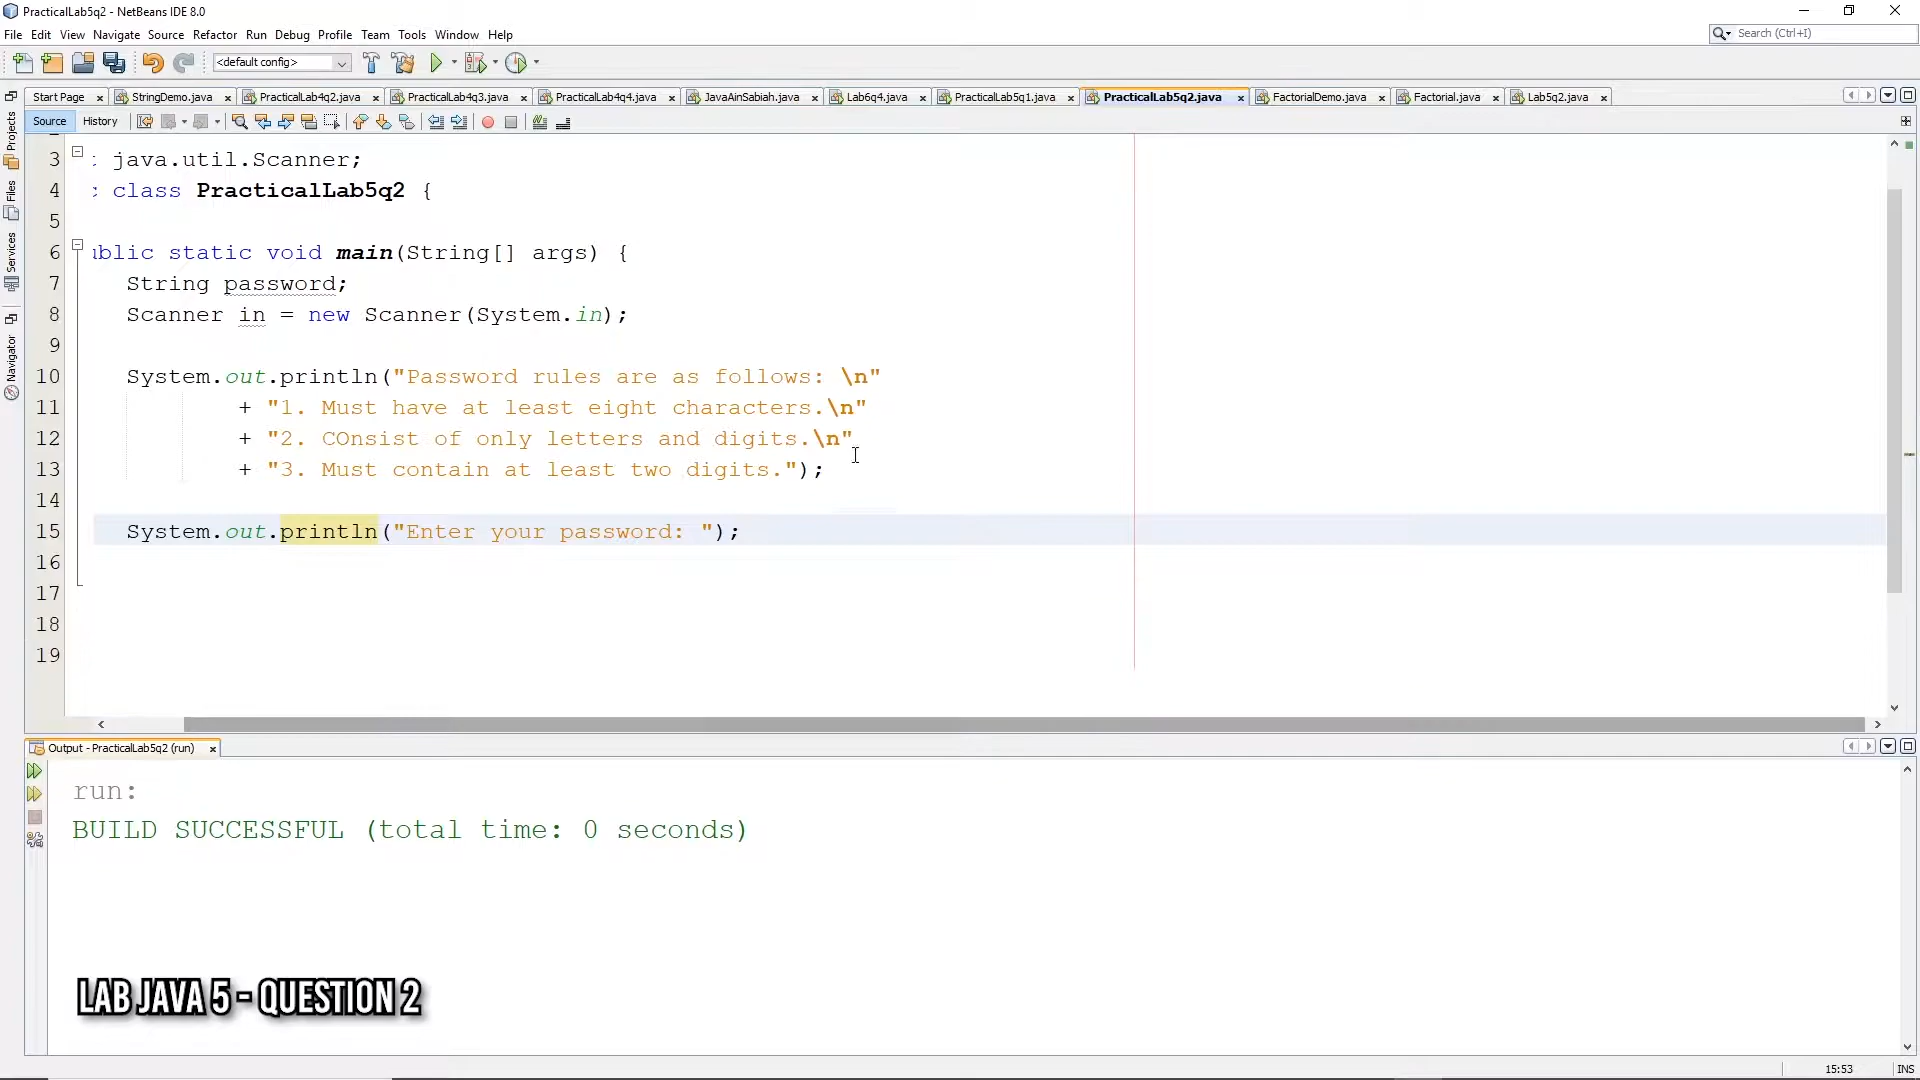 PracticalLab5q2 - NetBeans IDE 8.0
File Edit View Navigate Source Refactor Run Debug Profile Team Tools Window Help
Search (Ctrl+I)
<default config>
Start Page StringDemo.java PracticalLab4q2.java PracticalLab4q3.java PracticalLab4q4.java JavaAinSabiah.java Lab6q4.java PracticalLab5q1.java PracticalLab5q2.java FactorialDemo.java Factorial.java Lab5q2.java
Source History
Projects
Files
Services
Navigator
3 java.util.Scanner;
4 class PracticalLab5q2 {
5
6 ublic static void main(String[] args) {
7 String password;
8 Scanner in = new Scanner(System.in);
9
10 System.out.println("Password rules are as follows: \n"
11 + "1. Must have at least eight characters.\n"
12 + "2. COnsist of only letters and digits.\n"
13 + "3. Must contain at least two digits.");
14
15 System.out.println("Enter your password: ");
16
17
18
19
Output - PracticalLab5q2 (run)
run:
BUILD SUCCESSFUL (total time: 0 seconds)
LAB JAVA 5 - QUESTION 2
15:53 INS